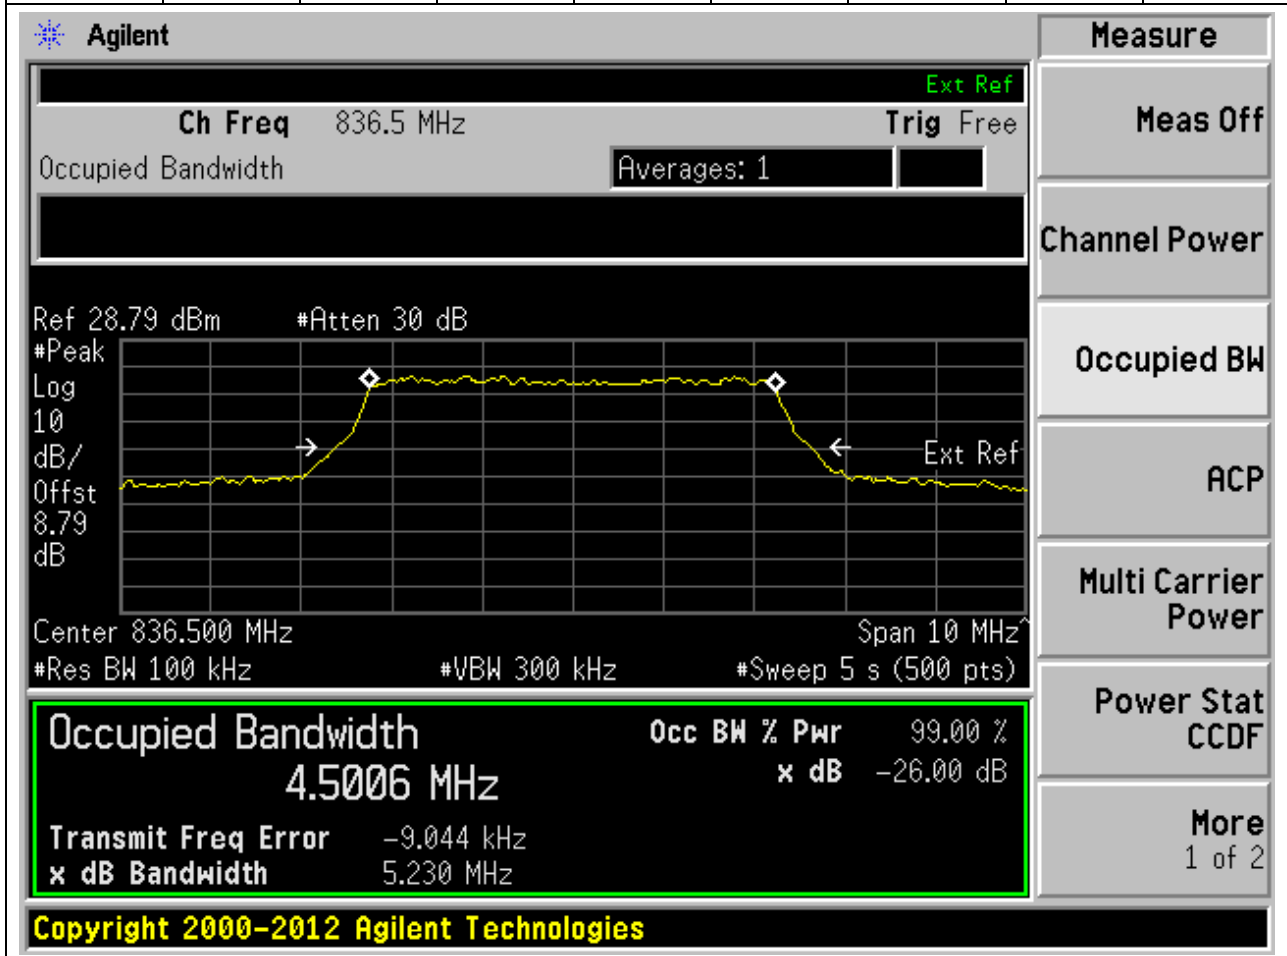 Agilent
Measure
Ext Ref
Ch Freq 836.5 MHz Trig Free
Meas Off
Occupied Bandwidth Averages: 1
Channel Power
Ref 28.79 dBm #Atten 30 dB
#Peak
Log
10
dB/
Offst
8.79
dB
Ext Ref
Occupied BW
ACP
Center 836.500 MHz Span 10 MHz^
#Res BW 100 kHz #VBW 300 kHz #Sweep 5 s (500 pts)
Multi Carrier
Power
Occupied Bandwidth Occ BW % Pwr 99.00 %
4.5006 MHz x dB -26.00 dB
Power Stat
CCDF
Transmit Freq Error -9.044 kHz
x dB Bandwidth 5.230 MHz
More
1 of 2
Copyright 2000-2012 Agilent Technologies